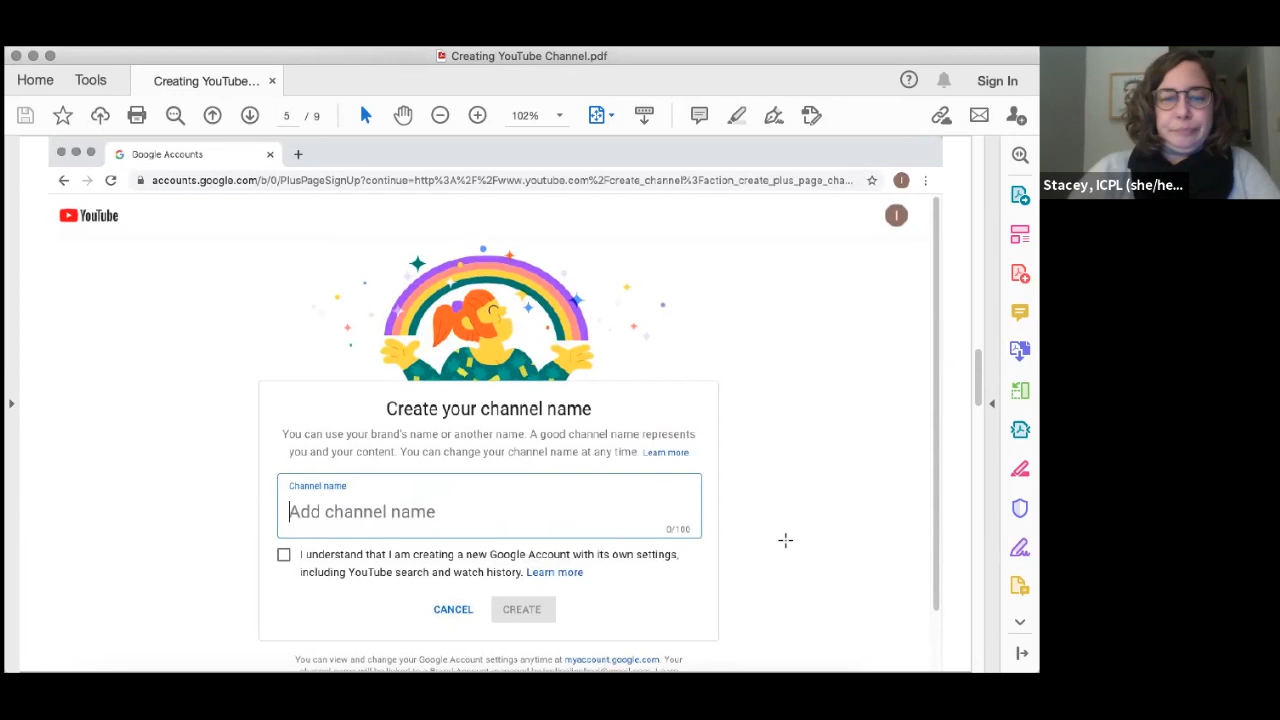 Creating YouTube Channel.pdf
Home Tools Creating YouTube... × Sign In
5 / 9 102%
Google Accounts
accounts.google.com/b/0/PlusPageSignUp?continue=http%3A%2F%2Fwww.youtube.com%2Fcreate_channel%3Faction_create_plus_page_cha...
I
YouTube
I
Stacey, ICPL (she/he...
Create your channel name
You can use your brand's name or another name. A good channel name represents
you and your content. You can change your channel name at any time. Learn more
Channel name
Add channel name
0/100
I understand that I am creating a new Google Account with its own settings,
including YouTube search and watch history. Learn more
CANCEL CREATE
You can view and change your Google Account settings anytime at myaccount.google.com. Your